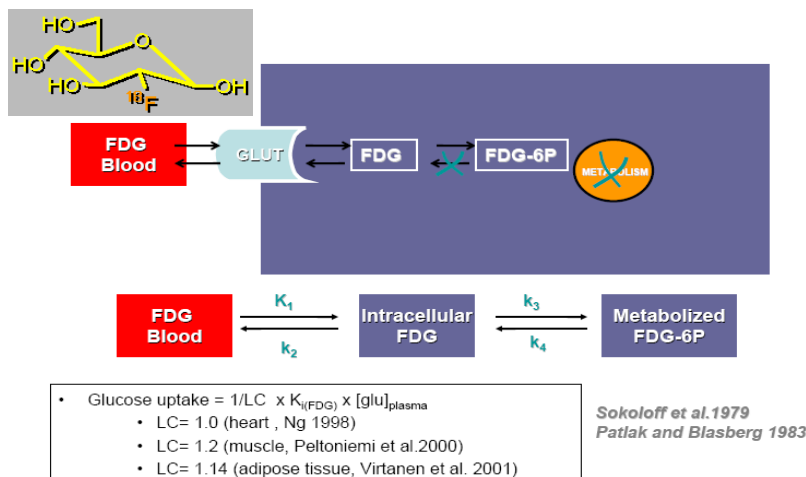 HO
O
HO
HO
OH
18F
FDG
Blood
GLUT
FDG
FDG-6P
METABOLISM
FDG
Blood
K1
k2
Intracellular
FDG
k3
k4
Metabolized
FDG-6P
• Glucose uptake = 1/LC x Ki(FDG) x [glu]plasma
• LC= 1.0 (heart , Ng 1998)
• LC= 1.2 (muscle, Peltoniemi et al.2000)
• LC= 1.14 (adipose tissue, Virtanen et al. 2001)
Sokoloff et al.1979
Patlak and Blasberg 1983